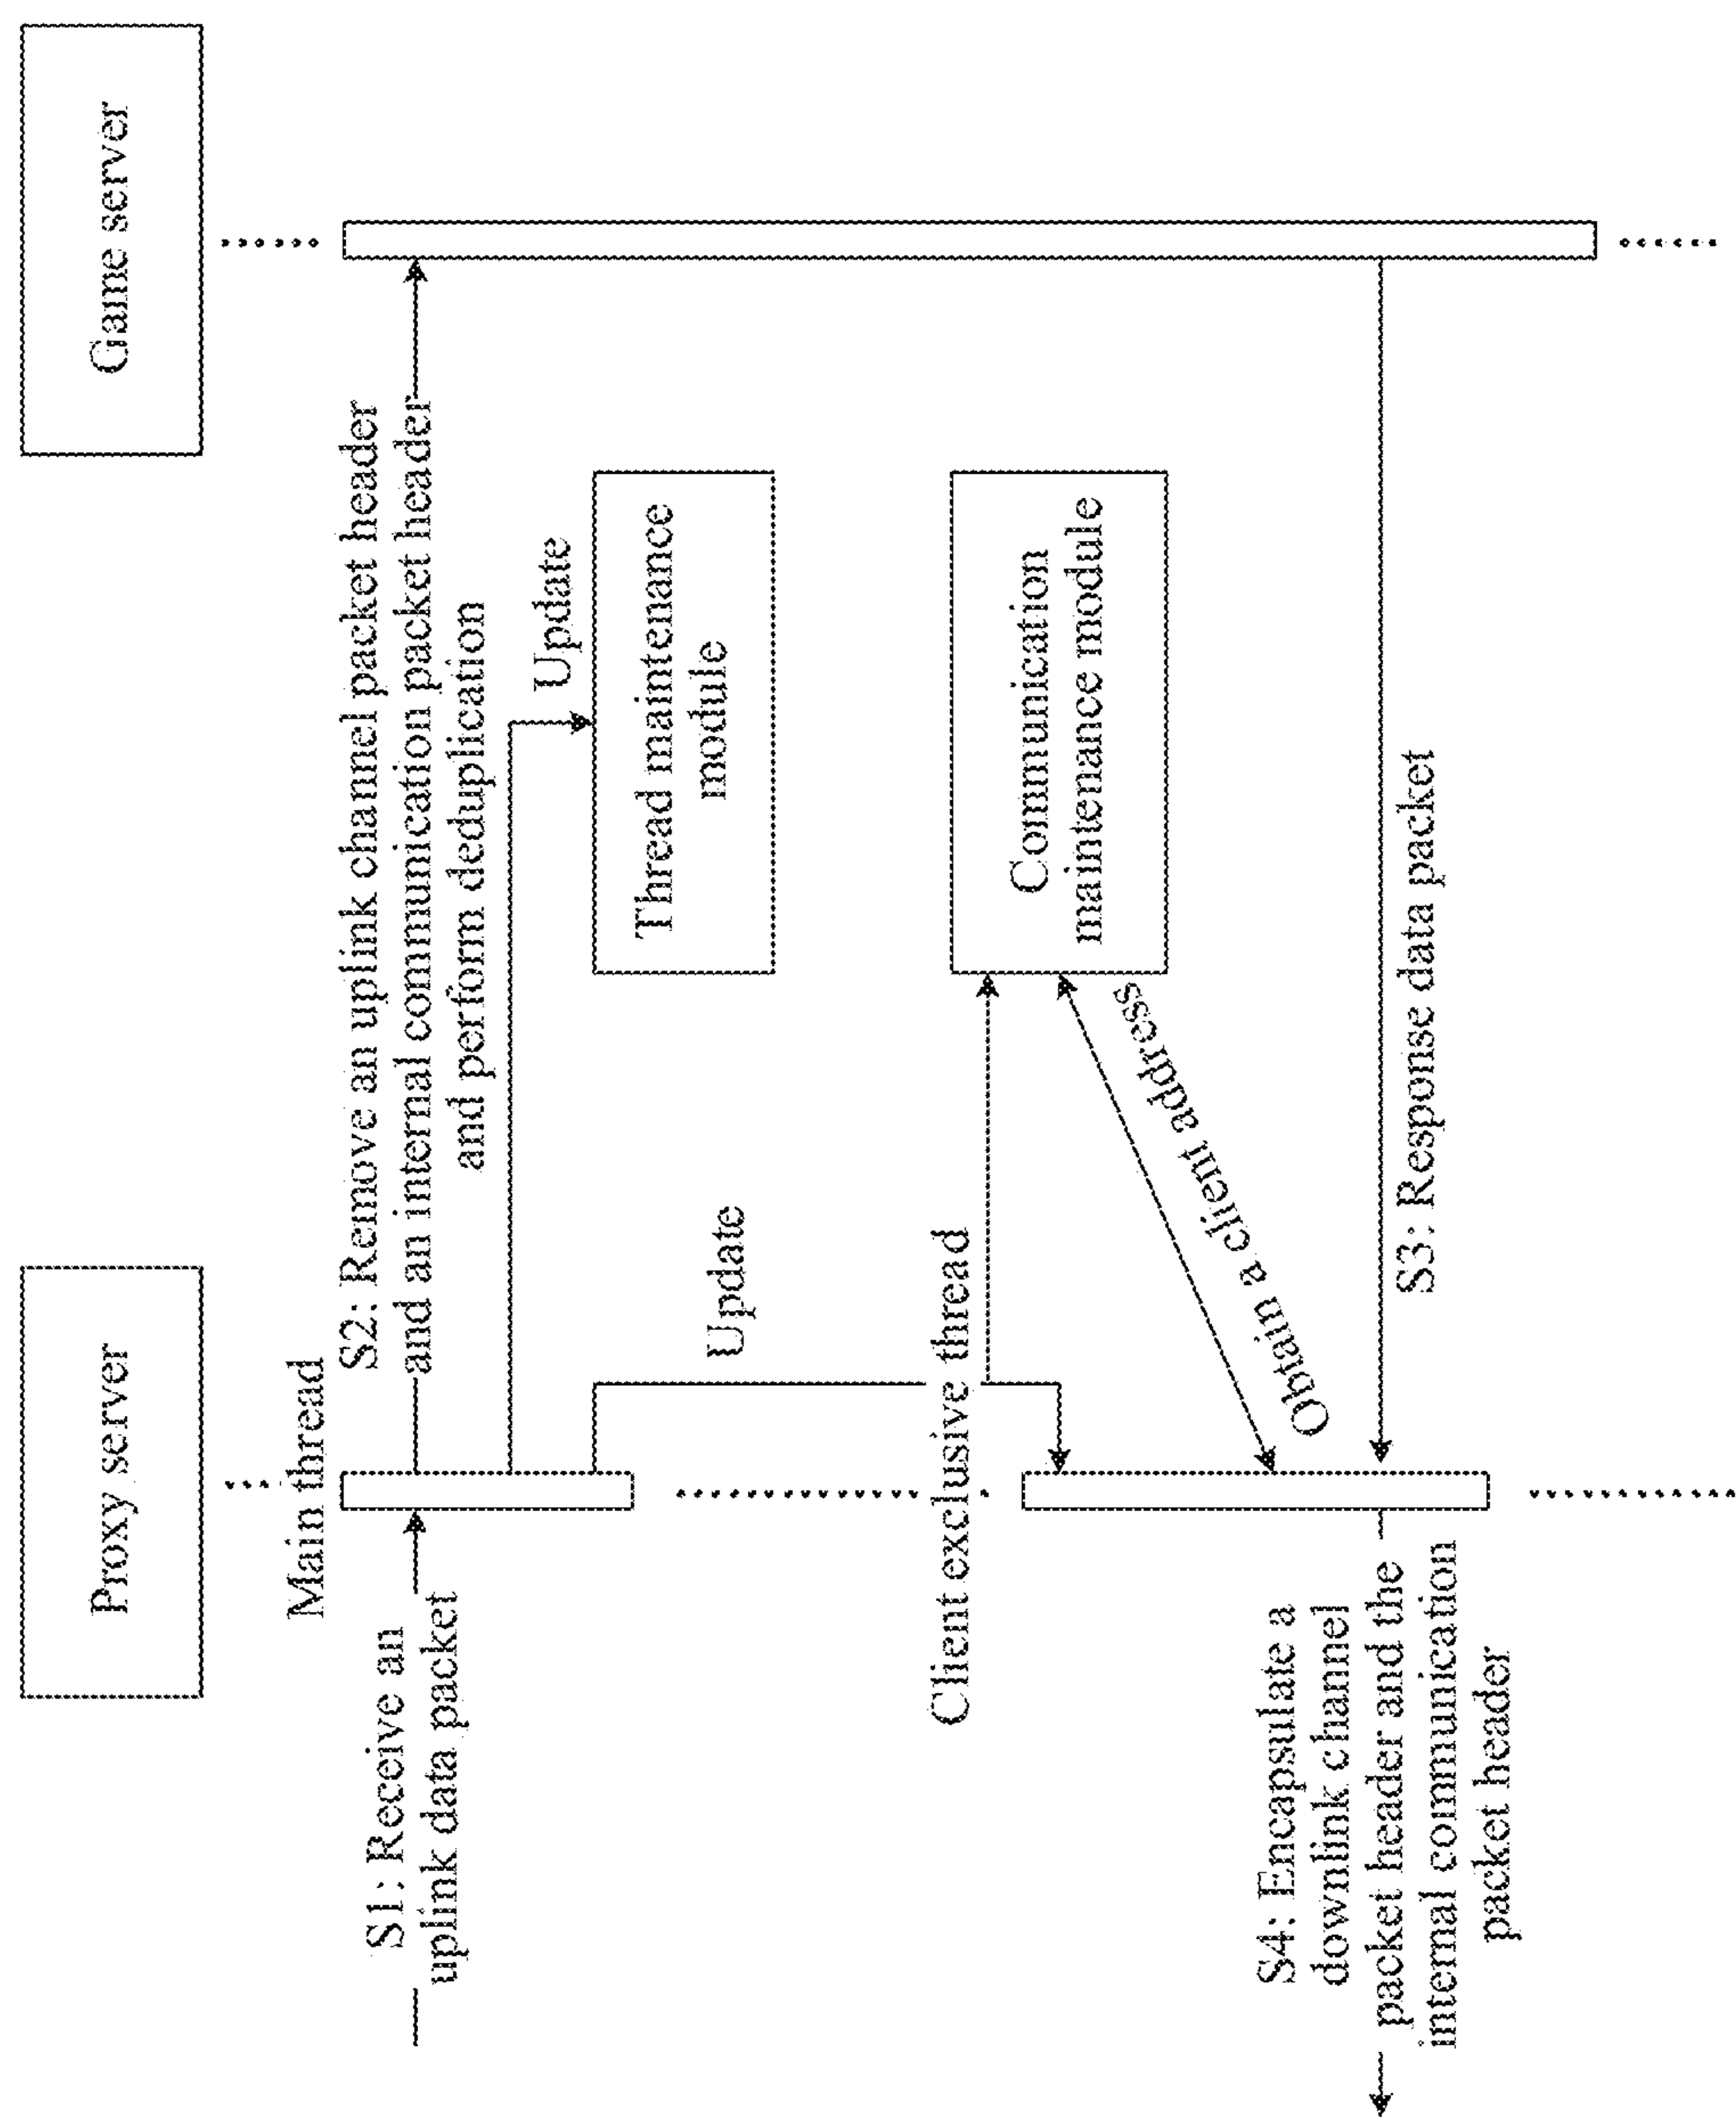 Proxy server
Game server
Main thread
S1: Receive an
uplink data packet
S2: Remove an uplink channel packet header
and an internal communication packet header
and perform deduplication
Update
Thread maintenance
module
Update
Client exclusive thread
Communication
maintenance module
Obtain a client address
S3: Response data packet
S4: Encapsulate a
downlink channel
packet header and the
internal communication
packet header